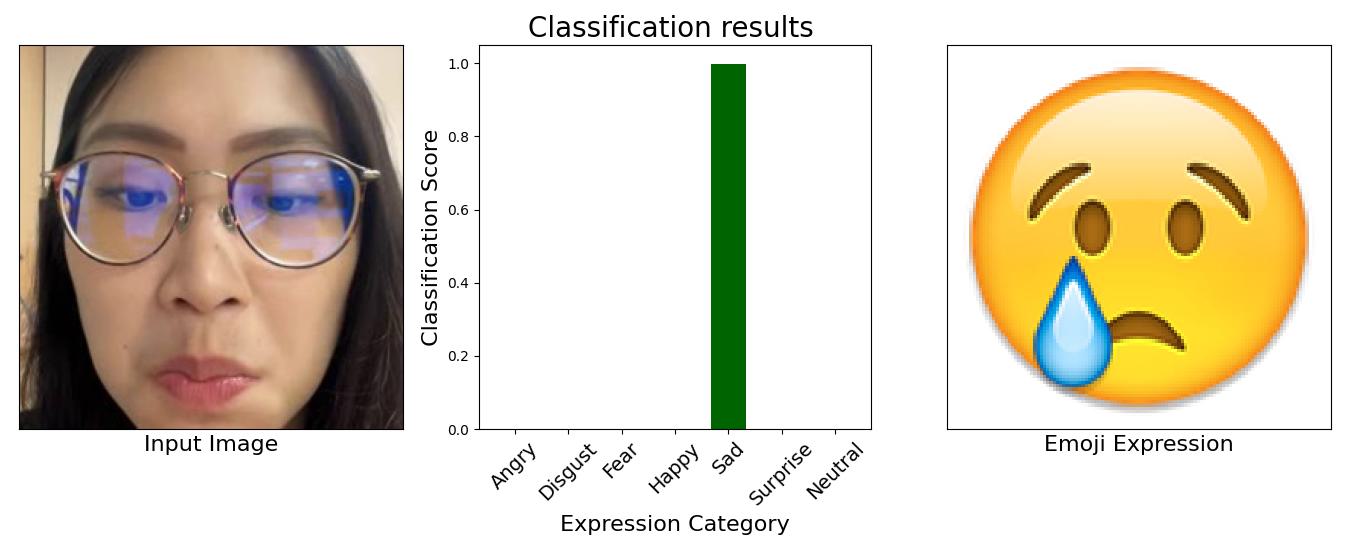 Classification results
Classification Score
1.0
0.8
0.6
0.4
0.2
0.0
Angry
Disgust
Fear
Happy
Sad
Surprise
Neutral
Expression Category
Input Image
Emoji Expression